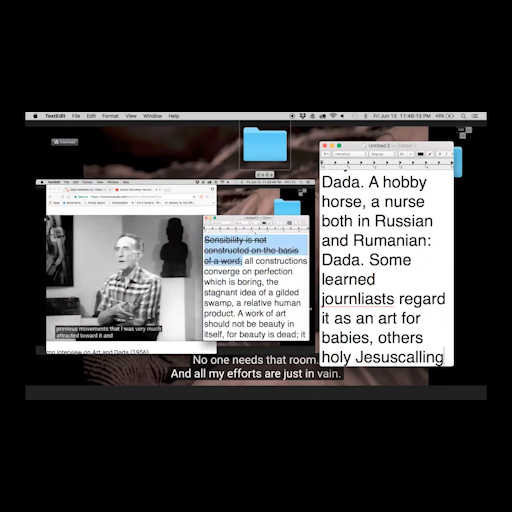 TextEdit File Edit Format View Window Help
Fri Jun 15 11:48:13 PM
Download
dada
Untitled 2
Dada. A hobby
horse, a nurse
both in Russian
and Rumanian:
Dada. Some
learned
journliasts regard
it as an art for
babies, others
holy Jesuscalling
Sensibility is not
constructed on the basis
of a word; all constructions
converge on perfection
which is boring, the
stagnant idea of a gilded
swamp, a relative human
product. A work of art
should not be beauty in
itself, for beauty is dead; it
previous movements that I was very much
attracted toward it and
mp interview on Art and Dada (1956)
No one needs that room.
And all my efforts are just in vain.